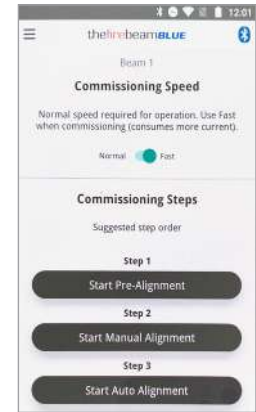 12:01
thefirebeamBLUE
Beam 1
Commissioning Speed
Normal speed required for operation. Use Fast
when commissioning (consumes more current).
Normal Fast
Commissioning Steps
Suggested step order
Step 1
Start Pre-Alignment
Step 2
Start Manual Alignment
Step 3
Start Auto Alignment